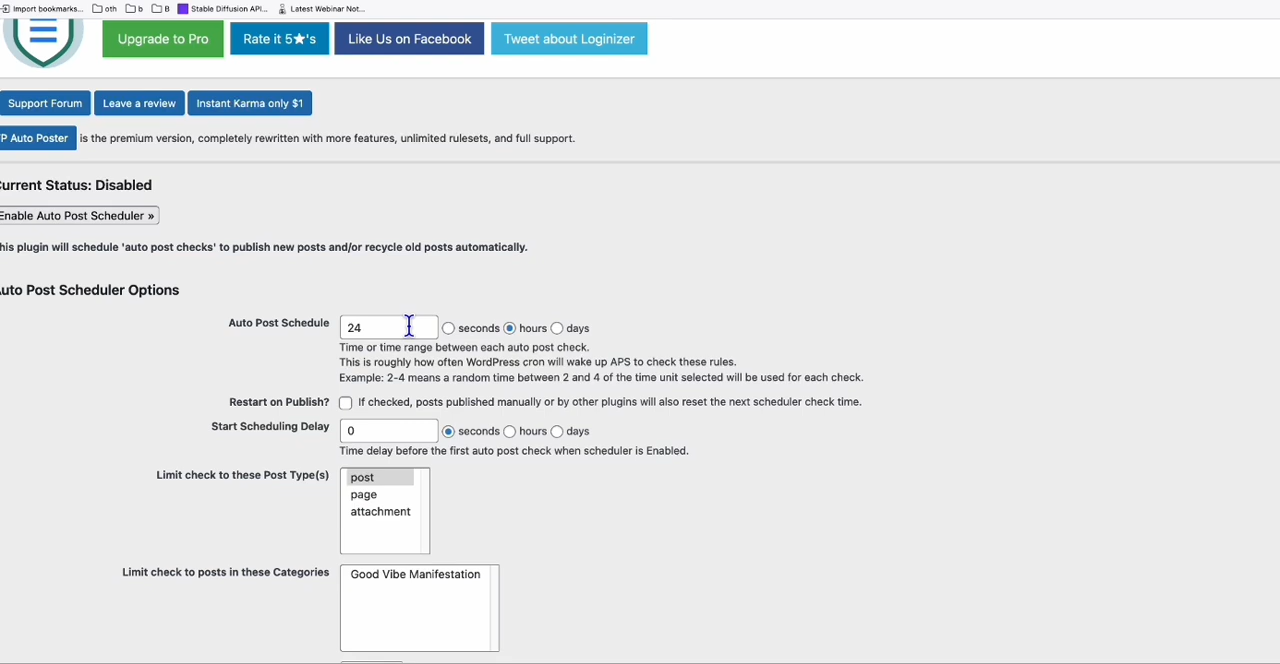 Import bookmarks... oth b B Stable Diffusion API... Latest Webinar Not...
Upgrade to Pro Rate it 5★'s Like Us on Facebook Tweet about Loginizer
Support Forum Leave a review Instant Karma only $1
P Auto Poster is the premium version, completely rewritten with more features, unlimited rulesets, and full support.
urrent Status: Disabled
Enable Auto Post Scheduler »
his plugin will schedule 'auto post checks' to publish new posts and/or recycle old posts automatically.
uto Post Scheduler Options
Auto Post Schedule 24 seconds hours days
Time or time range between each auto post check.
This is roughly how often WordPress cron will wake up APS to check these rules.
Example: 2-4 means a random time between 2 and 4 of the time unit selected will be used for each check.
Restart on Publish? If checked, posts published manually or by other plugins will also reset the next scheduler check time.
Start Scheduling Delay 0 seconds hours days
Time delay before the first auto post check when scheduler is Enabled.
Limit check to these Post Type(s) post
page
attachment
Limit check to posts in these Categories Good Vibe Manifestation